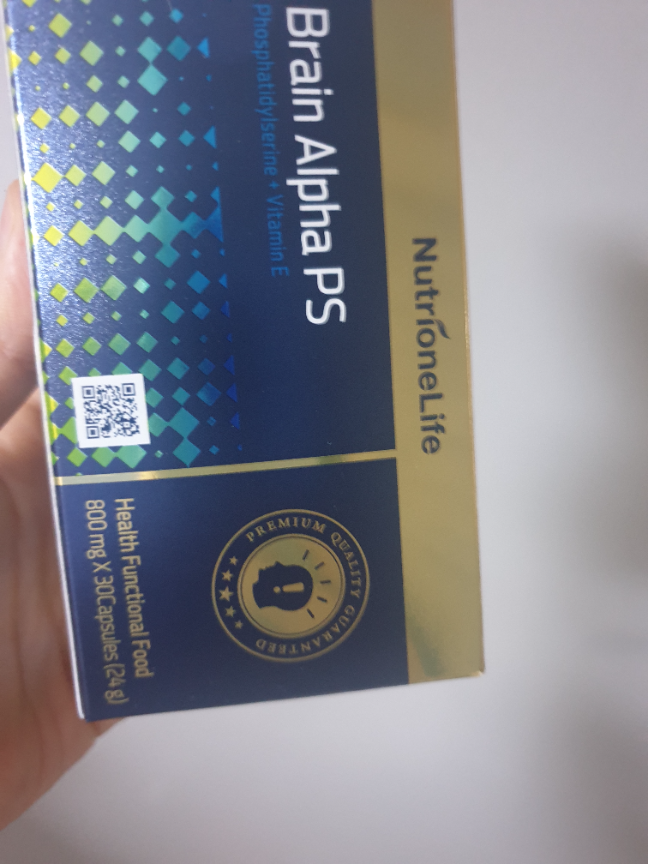 NutrioneLife
Brain Alpha PS
Phosphatidylserine + Vitamin E
PREMIUM QUALITY GUARANTEED
Health Functional Food
800 mg X 30Capsules (24 g)